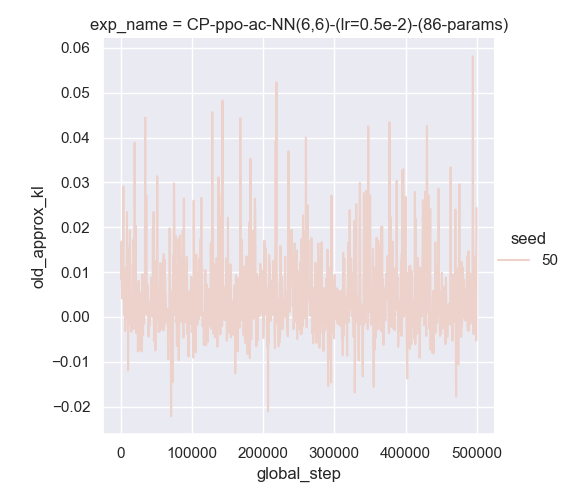 exp_name = CP-ppo-ac-NN(6,6)-(lr=0.5e-2)-(86-params)
0.06
0.05
0.04
0.03
0.02
0.01
0.00
−0.01
−0.02
old_approx_kl
0 100000 200000 300000 400000 500000
global_step
seed
50